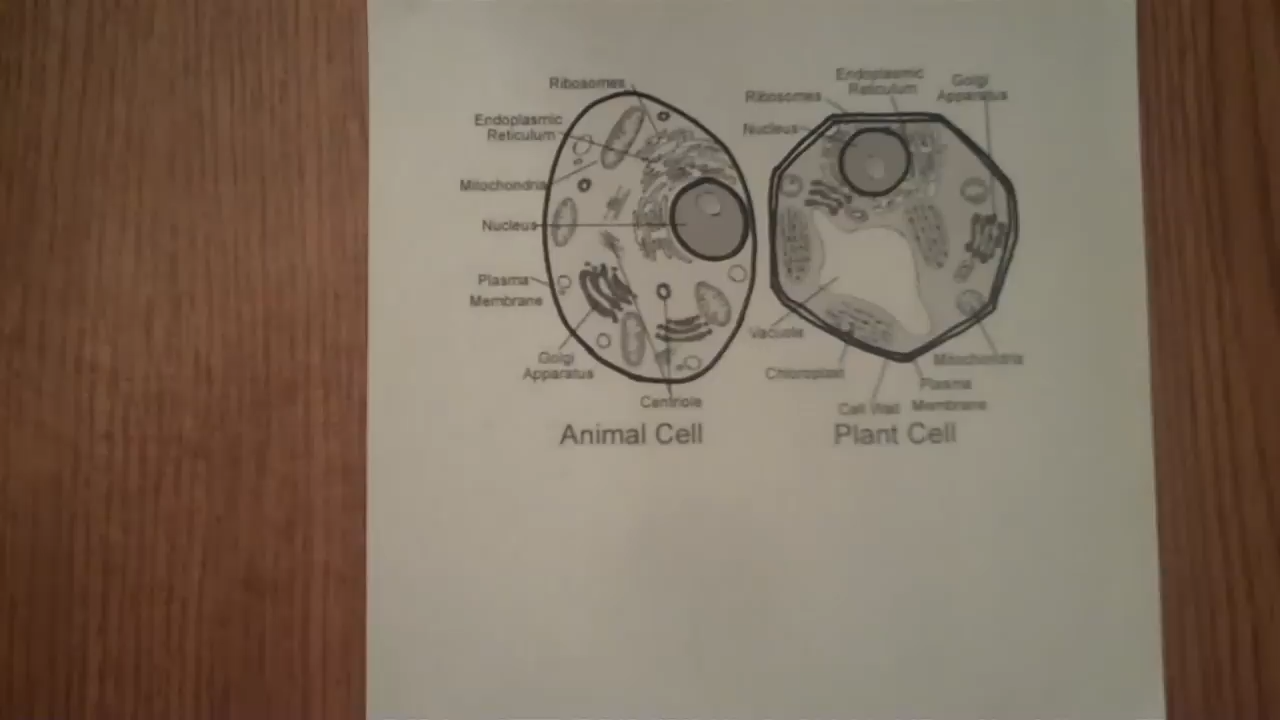 Ribosomes
Endoplasmic
Reticulum
Mitochondria
Nucleus
Plasma
Membrane
Golgi
Apparatus
Centriole
Animal Cell
Endoplasmic
Reticulum
Golgi
Apparatus
Ribosomes
Nucleus
Vacuole
Chloroplast
Cell Wall
Plasma
Membrane
Mitochondria
Plant Cell